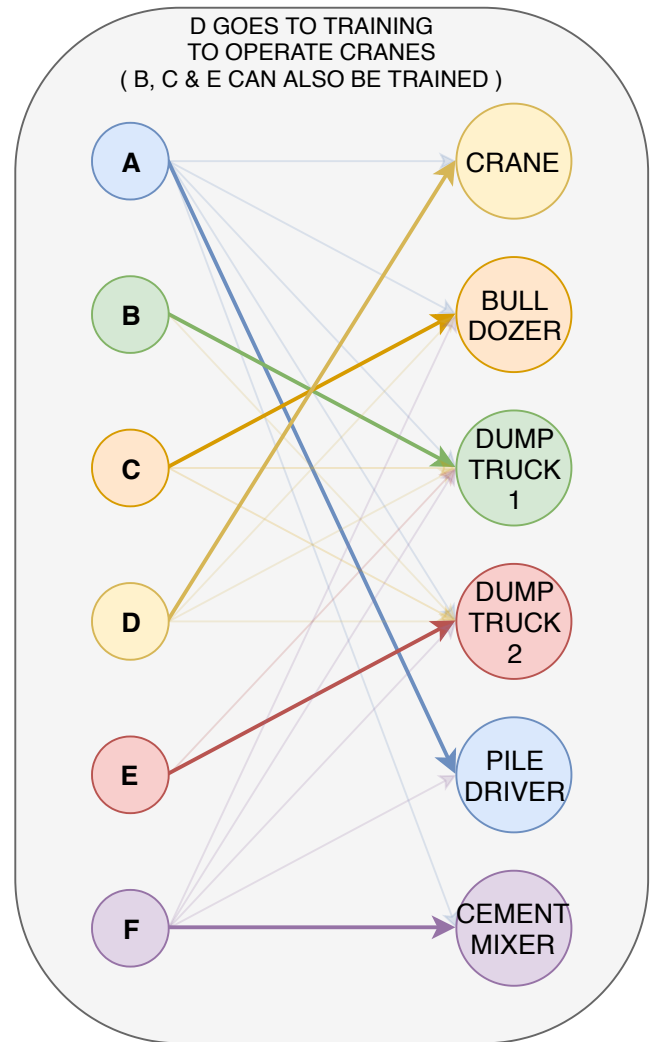 D GOES TO TRAINING
TO OPERATE CRANES
( B, C & E CAN ALSO BE TRAINED )
A
CRANE
B
BULL
DOZER
C
DUMP
TRUCK
1
D
DUMP
TRUCK
2
E
PILE
DRIVER
F
CEMENT
MIXER